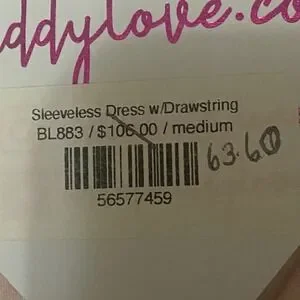 ddylove.co
Sleeveless Dress w/Drawstring
BL883 / $106.00 / medium
63.60
56577459